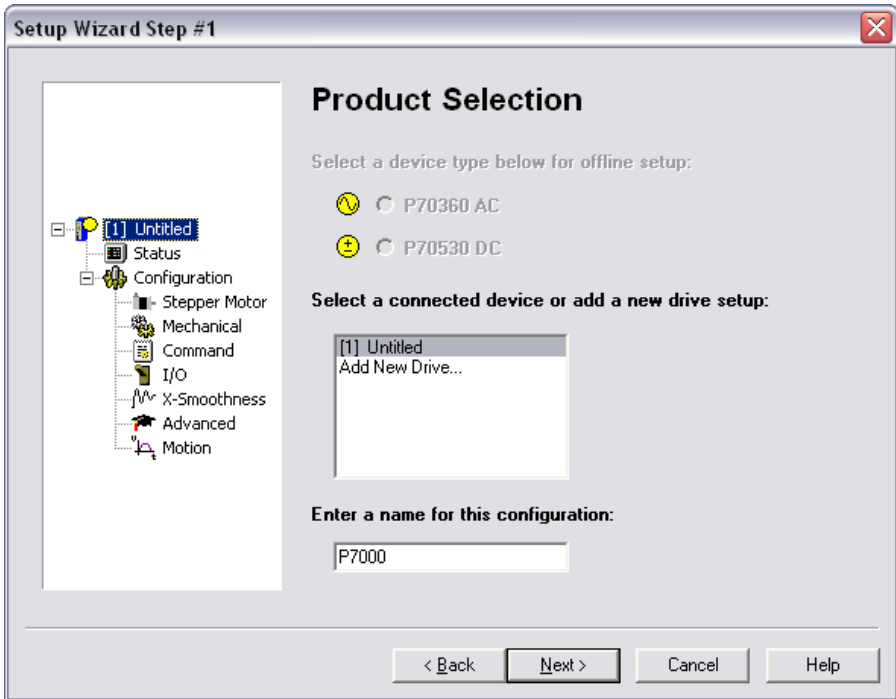 Setup Wizard Step #1
[1] Untitled
Status
Configuration
Stepper Motor
Mechanical
Command
I/O
X-Smoothness
Advanced
Motion
Product Selection
Select a device type below for offline setup:
P70360 AC
P70530 DC
Select a connected device or add a new drive setup:
[1] Untitled
Add New Drive...
Enter a name for this configuration:
P7000
< Back
Next >
Cancel
Help